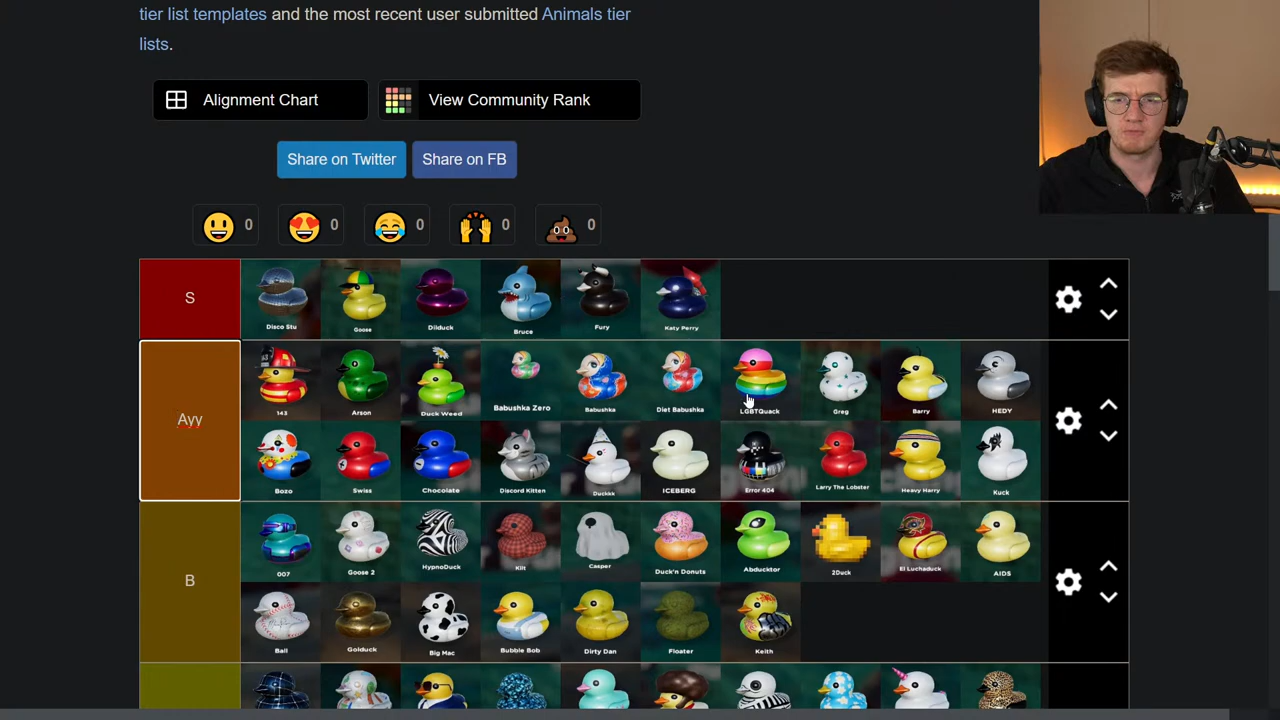 tier list templates and the most recent user submitted Animals tier
lists.
Alignment Chart
View Community Rank
Share on Twitter
Share on FB
0
0
0
0
0
S
Disco Stu
Goose
Dilduck
Bruce
Fury
Katy Perry
Ayy
143
Arson
Duck Weed
Babushka Zero
Babushka
Diet Babushka
LGBTQuack
Greg
Barry
HEDY
Bozo
Swiss
Chocolate
Discord Kitten
Duckkk
ICEBERG
Error 404
Larry The Lobster
Heavy Harry
Kuck
B
007
Goose 2
HypnoDuck
Kilt
Casper
Duck'n Donuts
Abducktor
2Duck
El Luchaduck
AIDS
Ball
Golduck
Big Mac
Bubble Bob
Dirty Dan
Floater
Keith